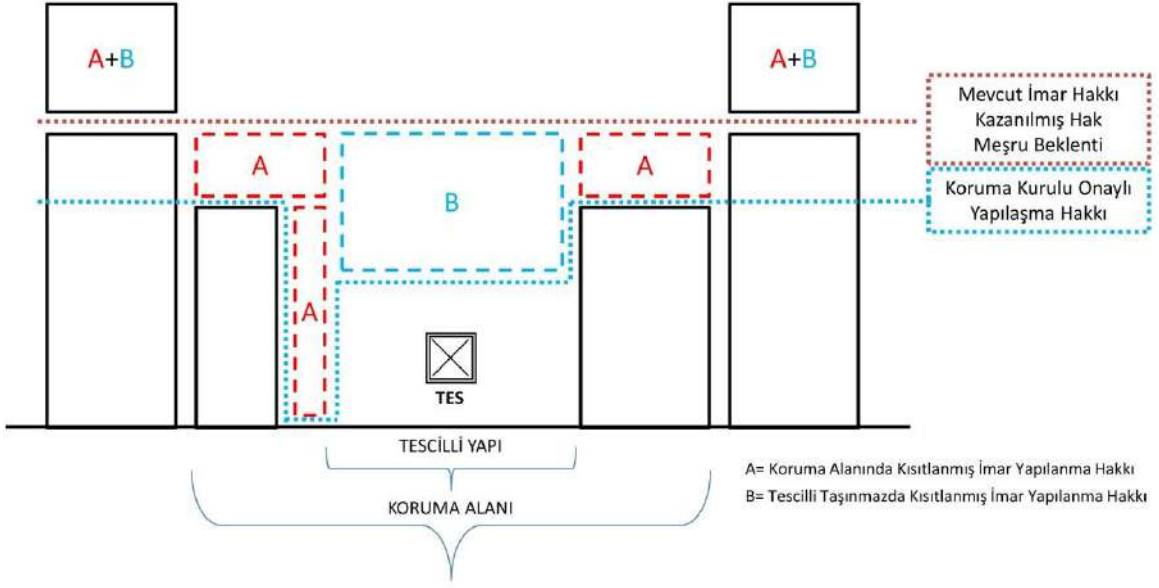 A+B
A+B
Mevcut İmar Hakkı
Kazanılmış Hak
Meşru Beklenti
A
A
B
Koruma Kurulu Onaylı
Yapılaşma Hakkı
A
TES
TESCİLLİ YAPI
KORUMA ALANI
A= Koruma Alanında Kısıtlanmış İmar Yapılanma Hakkı
B= Tescilli Taşınmazda Kısıtlanmış İmar Yapılanma Hakkı